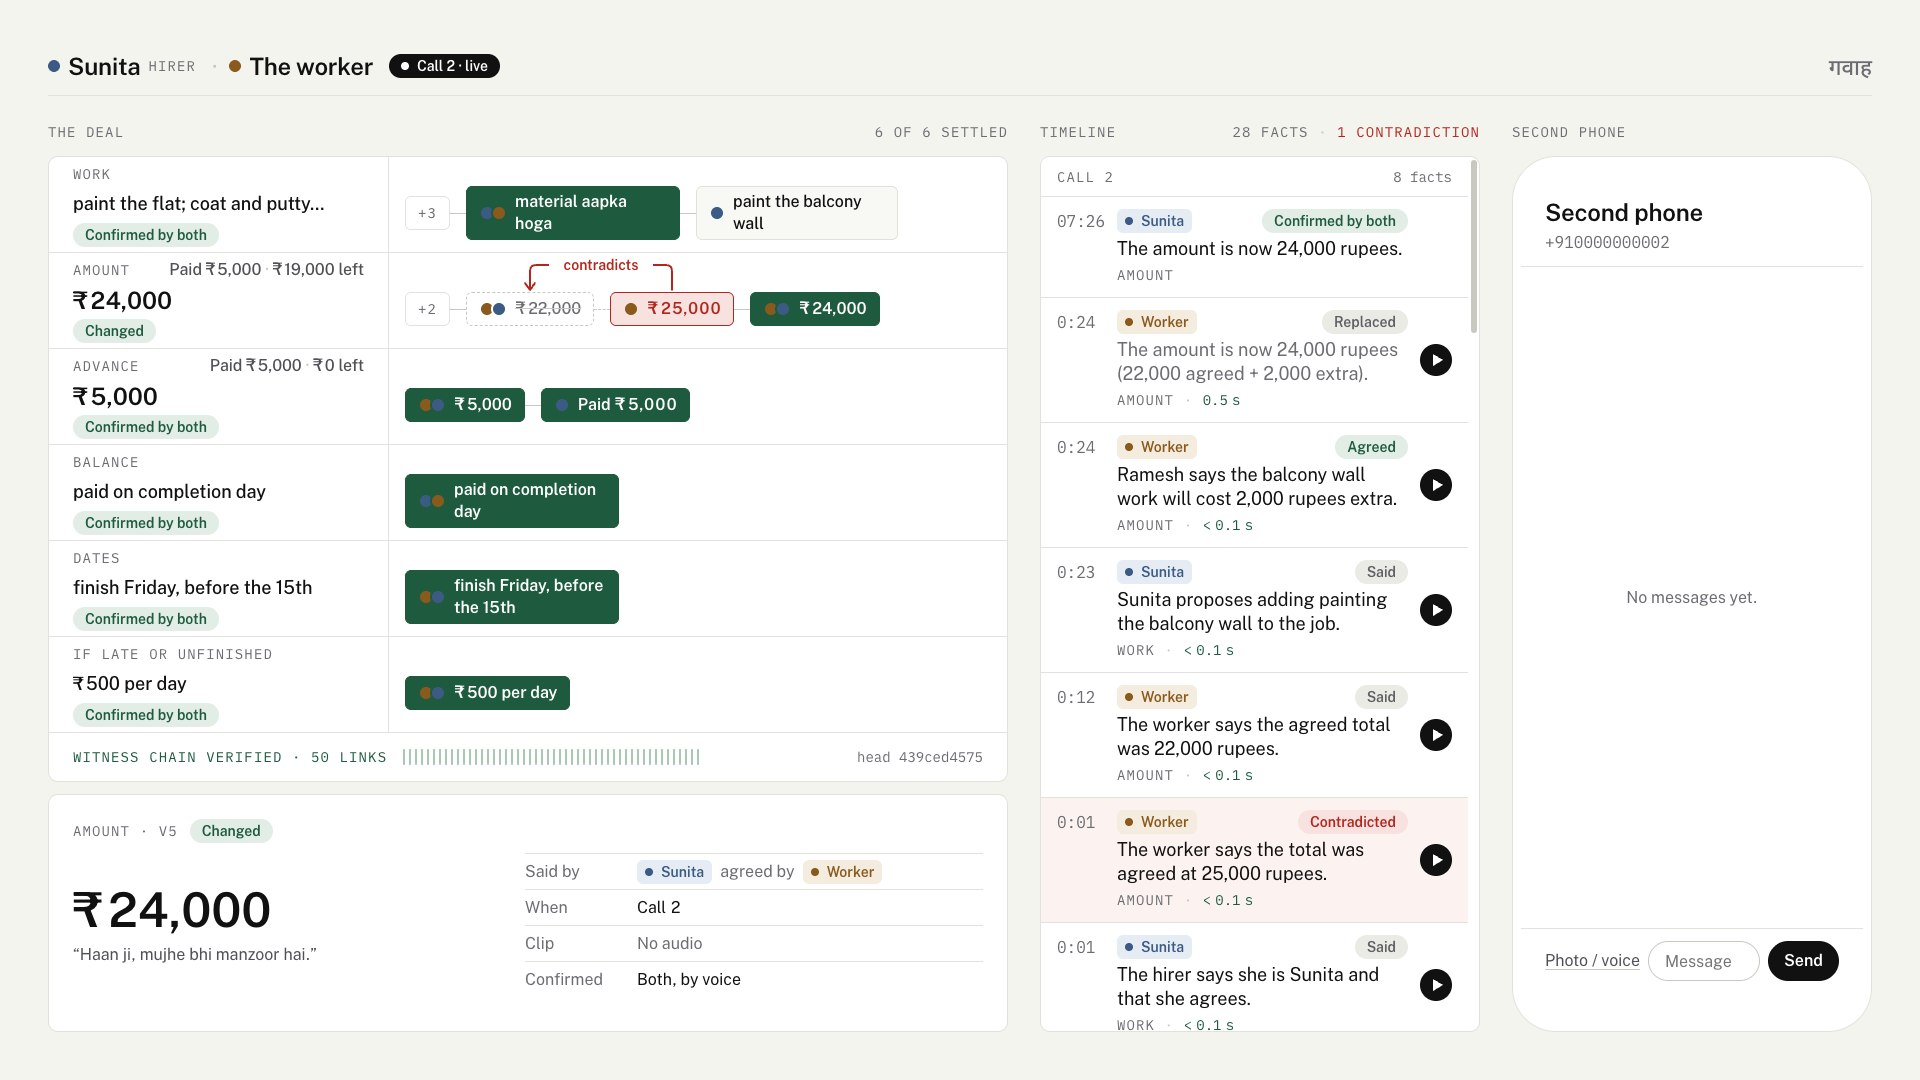 Sunita HIRER · The worker Call 2 · live
गवाह
THE DEAL
6 OF 6 SETTLED
WORK
paint the flat; coat and putty...
Confirmed by both
+3
material aapka
hoga
paint the balcony
wall
AMOUNT
Paid ₹5,000 · ₹19,000 left
₹24,000
Changed
contradicts
+2
₹22,000
₹25,000
₹24,000
ADVANCE
Paid ₹5,000 · ₹0 left
₹5,000
Confirmed by both
₹5,000
Paid ₹5,000
BALANCE
paid on completion day
Confirmed by both
paid on completion
day
DATES
finish Friday, before the 15th
Confirmed by both
finish Friday, before
the 15th
IF LATE OR UNFINISHED
₹500 per day
Confirmed by both
₹500 per day
WITNESS CHAIN VERIFIED · 50 LINKS
head 439ced4575
AMOUNT · V5 Changed
₹24,000
“Haan ji, mujhe bhi manzoor hai.”
Said by Sunita agreed by Worker
When Call 2
Clip No audio
Confirmed Both, by voice
TIMELINE
28 FACTS · 1 CONTRADICTION
CALL 2
8 facts
07:26 Sunita Confirmed by both
The amount is now 24,000 rupees.
AMOUNT
0:24 Worker Replaced
The amount is now 24,000 rupees
(22,000 agreed + 2,000 extra).
AMOUNT · 0.5 s
0:24 Worker Agreed
Ramesh says the balcony wall
work will cost 2,000 rupees extra.
AMOUNT · <0.1 s
0:23 Sunita Said
Sunita proposes adding painting
the balcony wall to the job.
WORK · <0.1 s
0:12 Worker Said
The worker says the agreed total
was 22,000 rupees.
AMOUNT · <0.1 s
0:01 Worker Contradicted
The worker says the total was
agreed at 25,000 rupees.
AMOUNT · <0.1 s
0:01 Sunita Said
The hirer says she is Sunita and
that she agrees.
WORK · <0.1 s
SECOND PHONE
Second phone
+910000000002
No messages yet.
Photo / voice
Message
Send